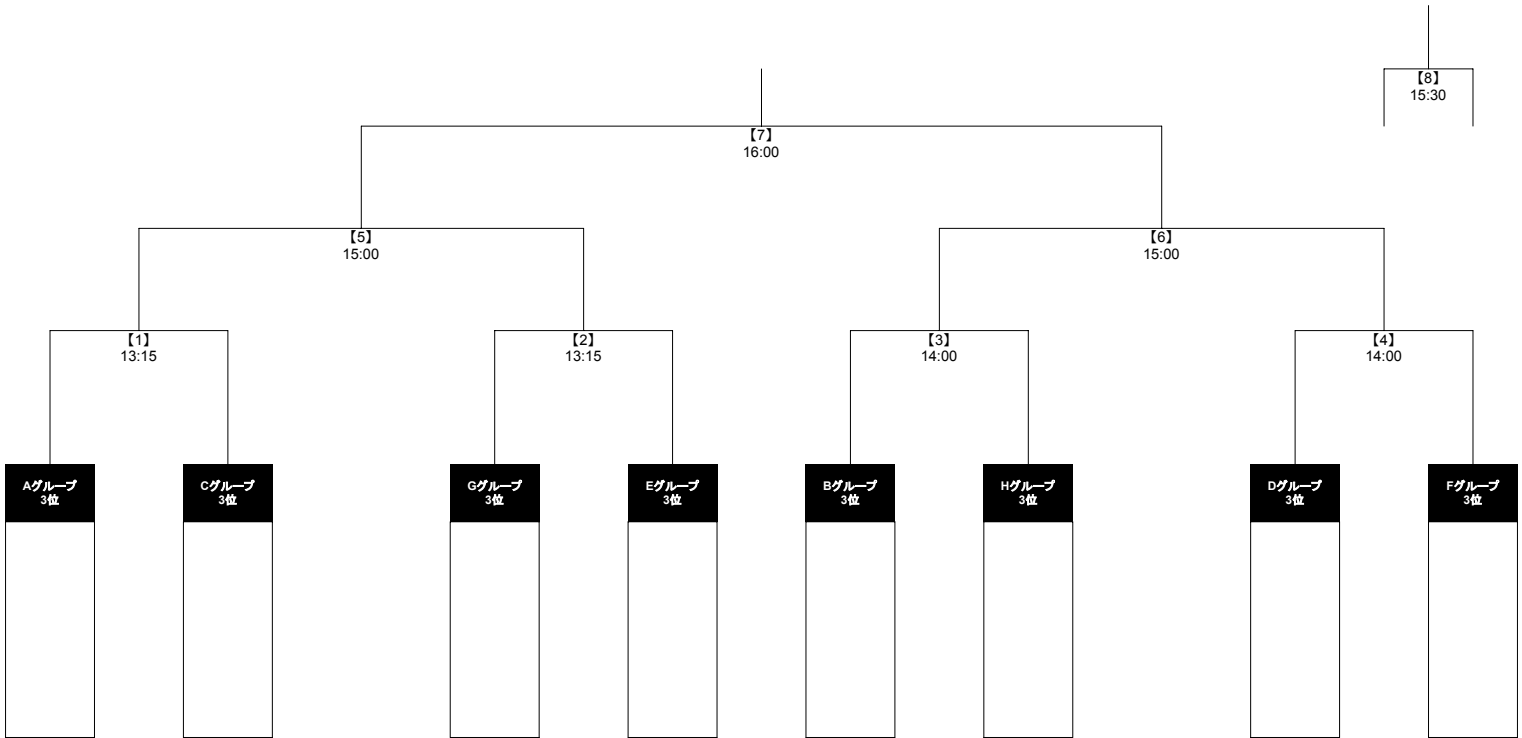 【8】
15:30
【7】
16:00
【5】
15:00
【6】
15:00
【1】
13:15
【2】
13:15
【3】
14:00
【4】
14:00
Aグループ
3位
Cグループ
3位
Gグループ
3位
Eグループ
3位
Bグループ
3位
Hグループ
3位
Dグループ
3位
Fグループ
3位